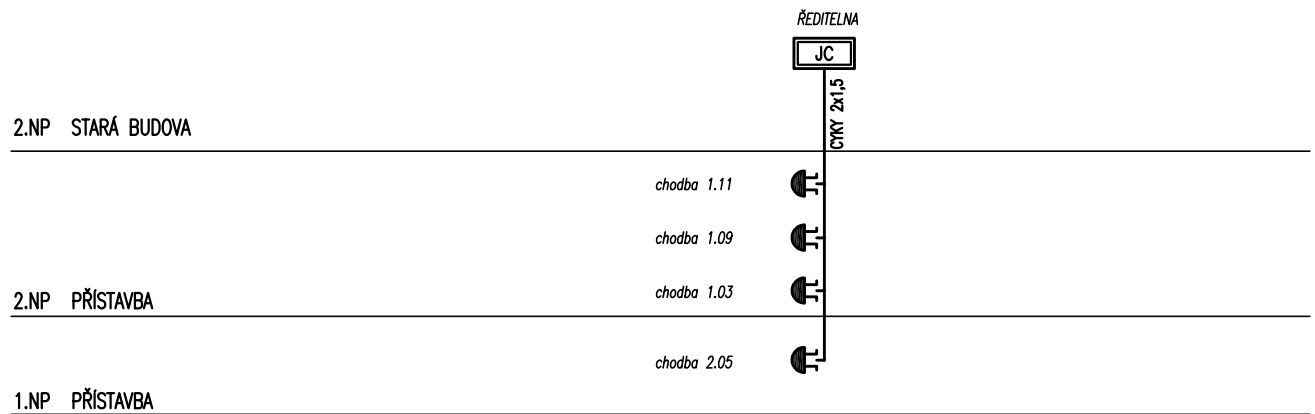 ŘEDITELNA
JC
CYKY 2x1,5
2.NP STARÁ BUDOVA
chodba 1.11
chodba 1.09
chodba 1.03
2.NP PŘÍSTAVBA
chodba 2.05
1.NP PŘÍSTAVBA